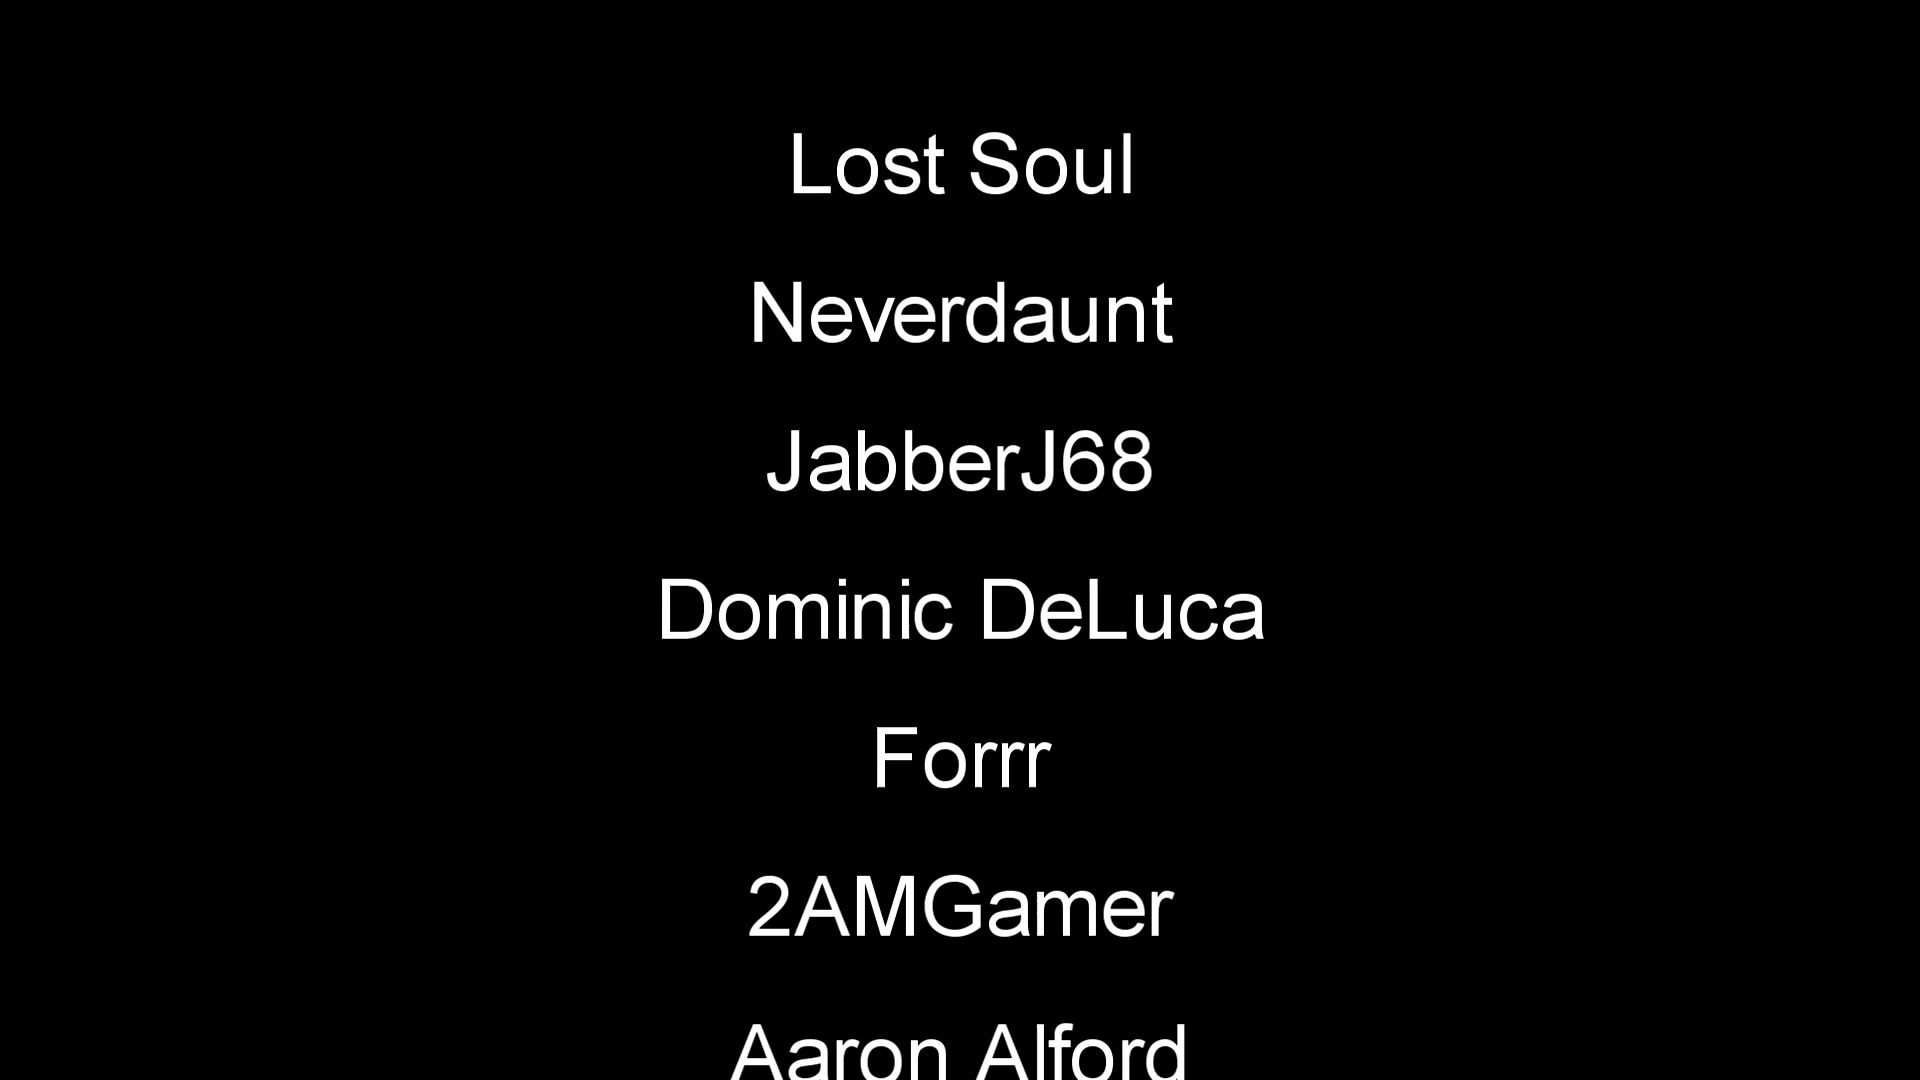 Lost Soul
Neverdaunt
JabberJ68
Dominic DeLuca
Forrr
2AMGamer
Aaron Alford